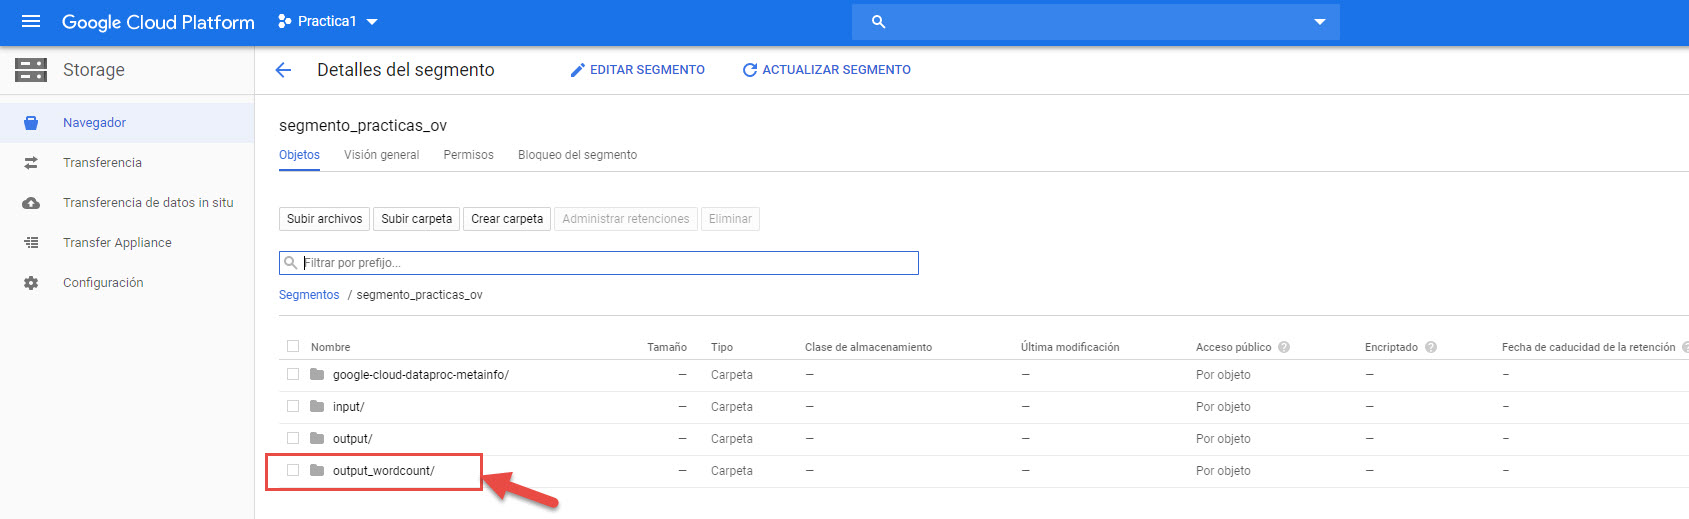 Google Cloud Platform Practica1
Storage
Detalles del segmento EDITAR SEGMENTO ACTUALIZAR SEGMENTO
Navegador
Transferencia
Transferencia de datos in situ
Transfer Appliance
Configuración
segmento_practicas_ov
Objetos Visión general Permisos Bloqueo del segmento
Subir archivos Subir carpeta Crear carpeta Administrar retenciones Eliminar
Filtrar por prefijo...
Segmentos / segmento_practicas_ov
Nombre Tamaño Tipo Clase de almacenamiento Última modificación Acceso público ? Encriptado ? Fecha de caducidad de la retención ?
google-cloud-dataproc-metainfo/ — Carpeta — — Por objeto — –
input/ — Carpeta — — Por objeto — –
output/ — Carpeta — — Por objeto — –
output_wordcount/ — Carpeta — — Por objeto — –